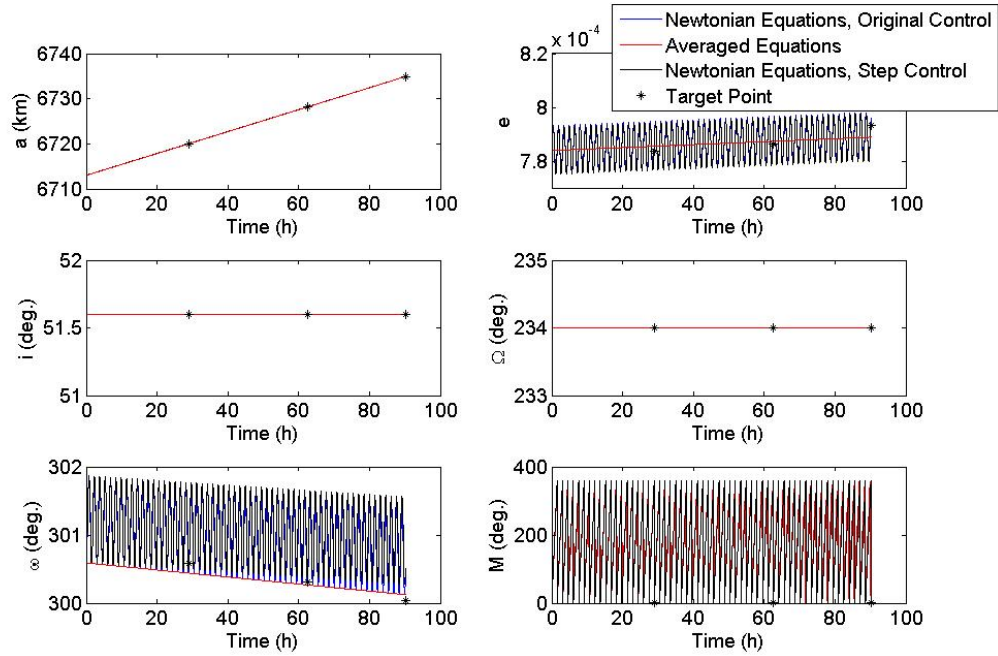 Newtonian Equations, Original Control
Averaged Equations
Newtonian Equations, Step Control
Target Point
6740
6730
6720
6710
a (km)
0 20 40 60 80 100
Time (h)
x 10^-4
8.2
8
7.8
e
0 20 40 60 80 100
Time (h)
52
51.5
51
i (deg.)
0 20 40 60 80 100
Time (h)
235
234
233
Ω (deg.)
0 20 40 60 80 100
Time (h)
302
301
300
ω (deg.)
0 20 40 60 80 100
Time (h)
400
200
0
M (deg.)
0 20 40 60 80 100
Time (h)